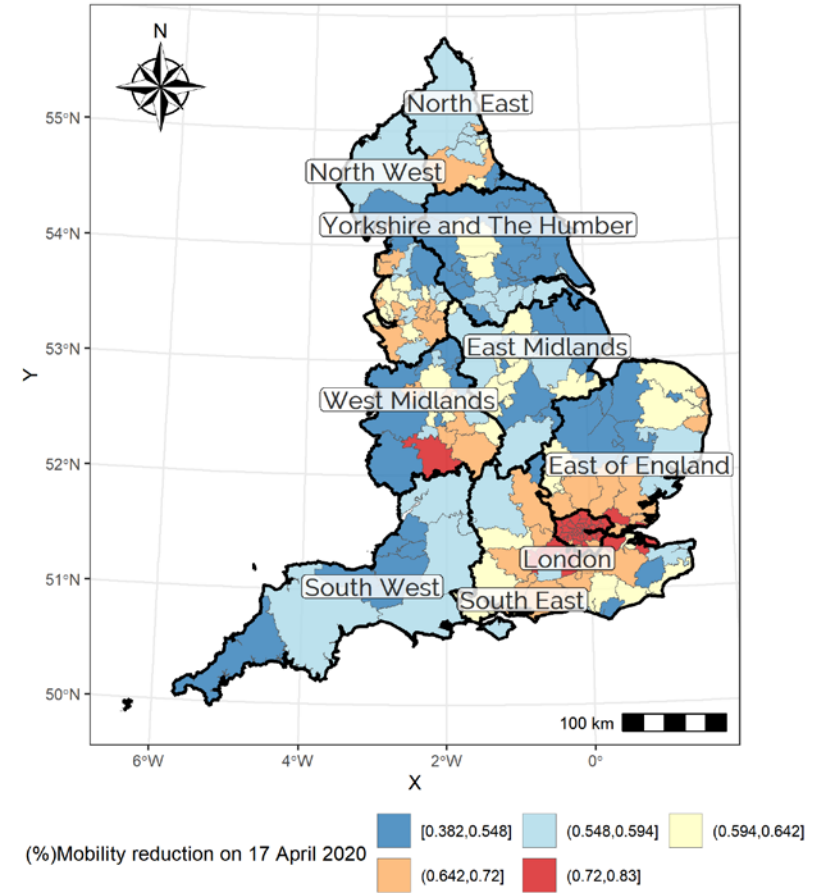 N
North East
55°N
North West
54°N
Yorkshire and The Humber
53°N
East Midlands
Y
West Midlands
52°N
East of England
London
51°N
South West
South East
50°N
100 km
6°W
4°W
2°W
0°
X
[0.382,0.548]
(0.548,0.594]
(0.594,0.642]
(%)Mobility reduction on 17 April 2020
(0.642,0.72]
(0.72,0.83]